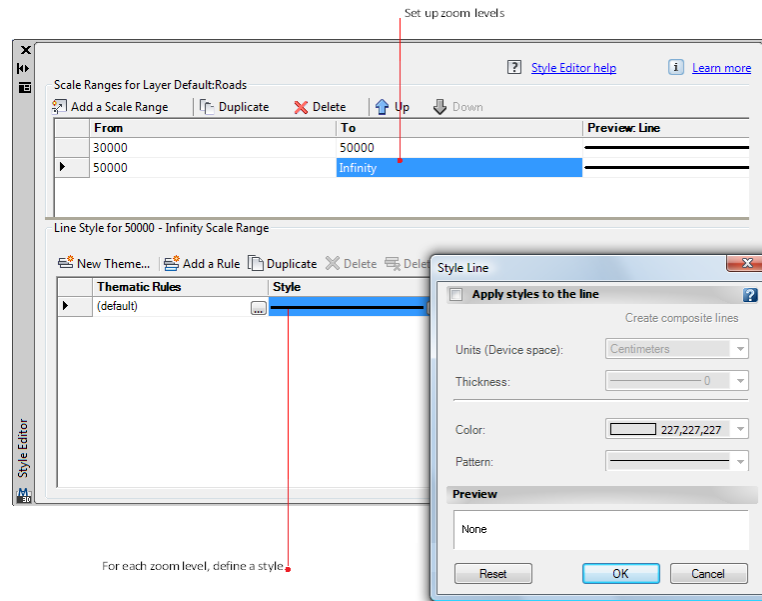 Set up zoom levels
Style Editor help
Learn more
Scale Ranges for Layer Default:Roads
Add a Scale Range Duplicate Delete Up Down
From To Preview: Line
30000 50000
50000 Infinity
Line Style for 50000 - Infinity Scale Range
New Theme... Add a Rule Duplicate Delete Delet
Thematic Rules Style
(default) ...
Style Line
Apply styles to the line
Create composite lines
Units (Device space): Centimeters
Thickness: 0
Color: 227,227,227
Pattern:
Preview
None
Reset OK Cancel
Style Editor
For each zoom level, define a style